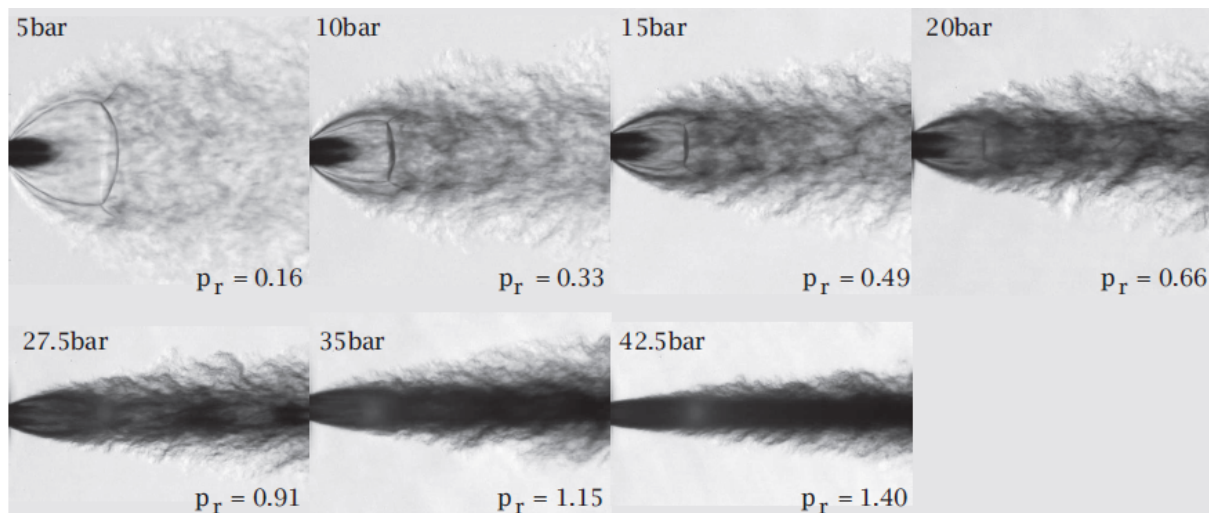 5bar
10bar
15bar
20bar
p_r = 0.16
p_r = 0.33
p_r = 0.49
p_r = 0.66
27.5bar
35bar
42.5bar
p_r = 0.91
p_r = 1.15
p_r = 1.40